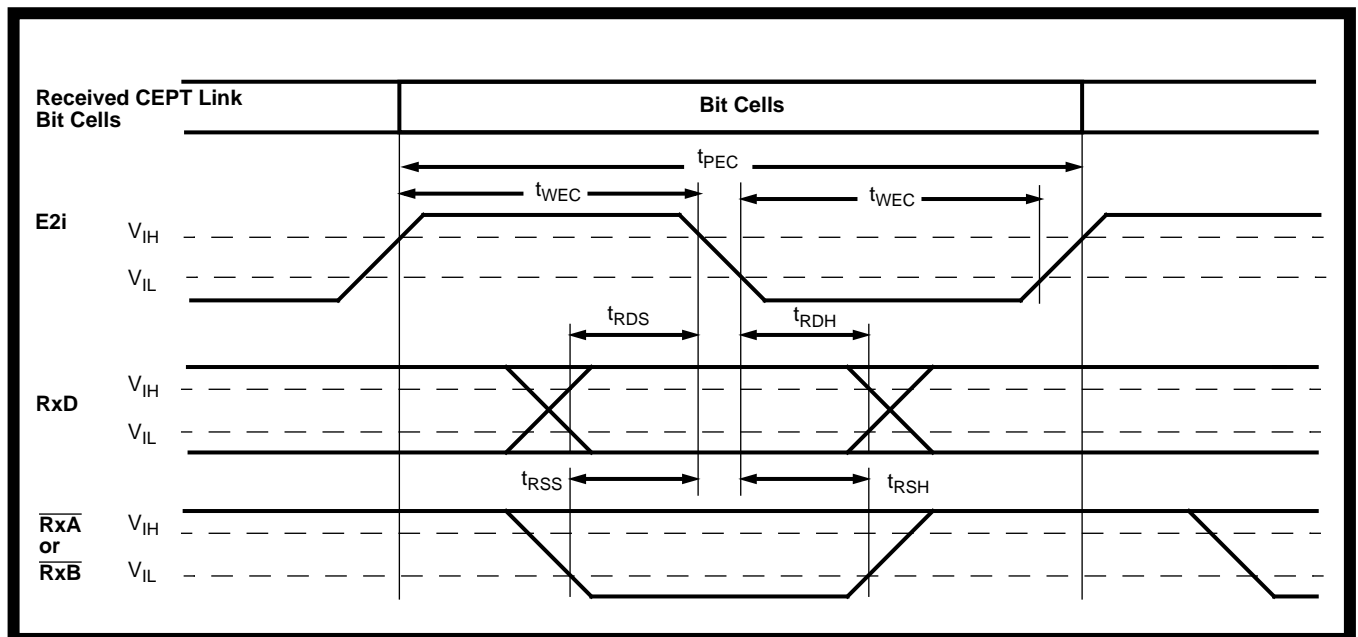 Received CEPT Link
Bit Cells
Bit Cells
tPEC
tWEC
tWEC
E2i
VIH
VIL
tRDS
tRDH
RxD
VIH
VIL
tRSS
tRSH
RxA
or
RxB
VIH
VIL